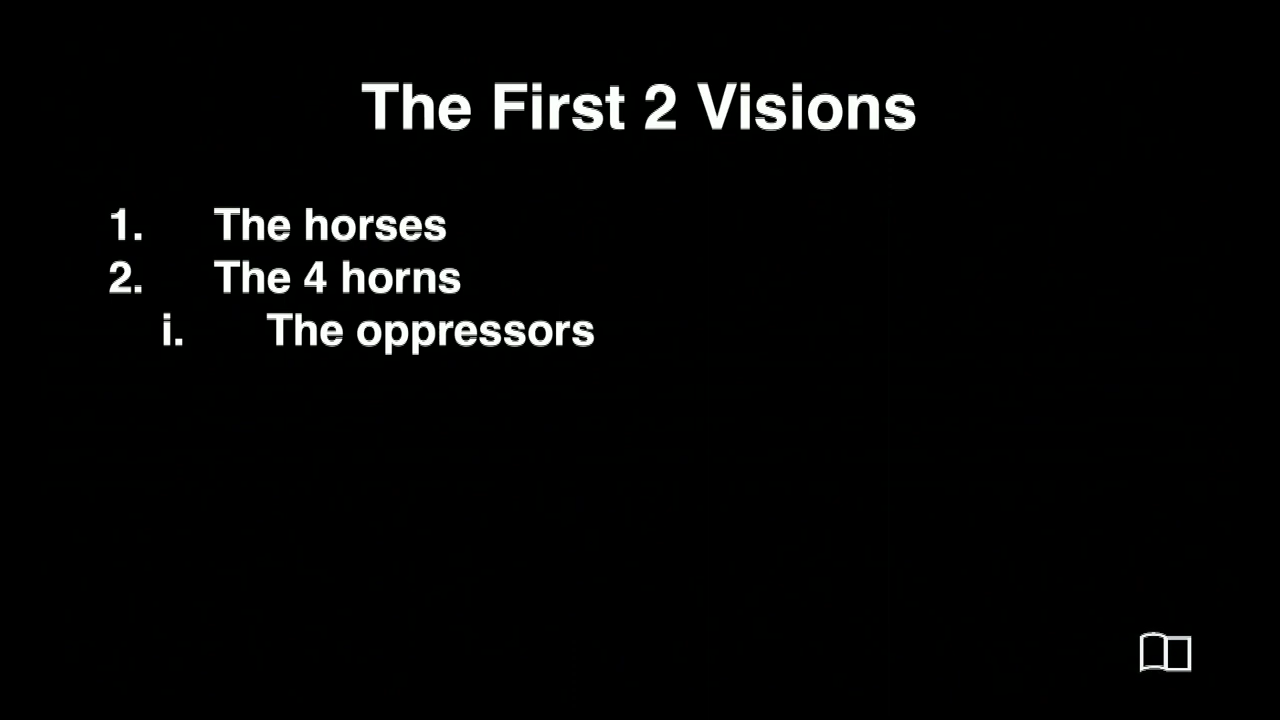 The First 2 Visions
1. The horses
2. The 4 horns
i. The oppressors